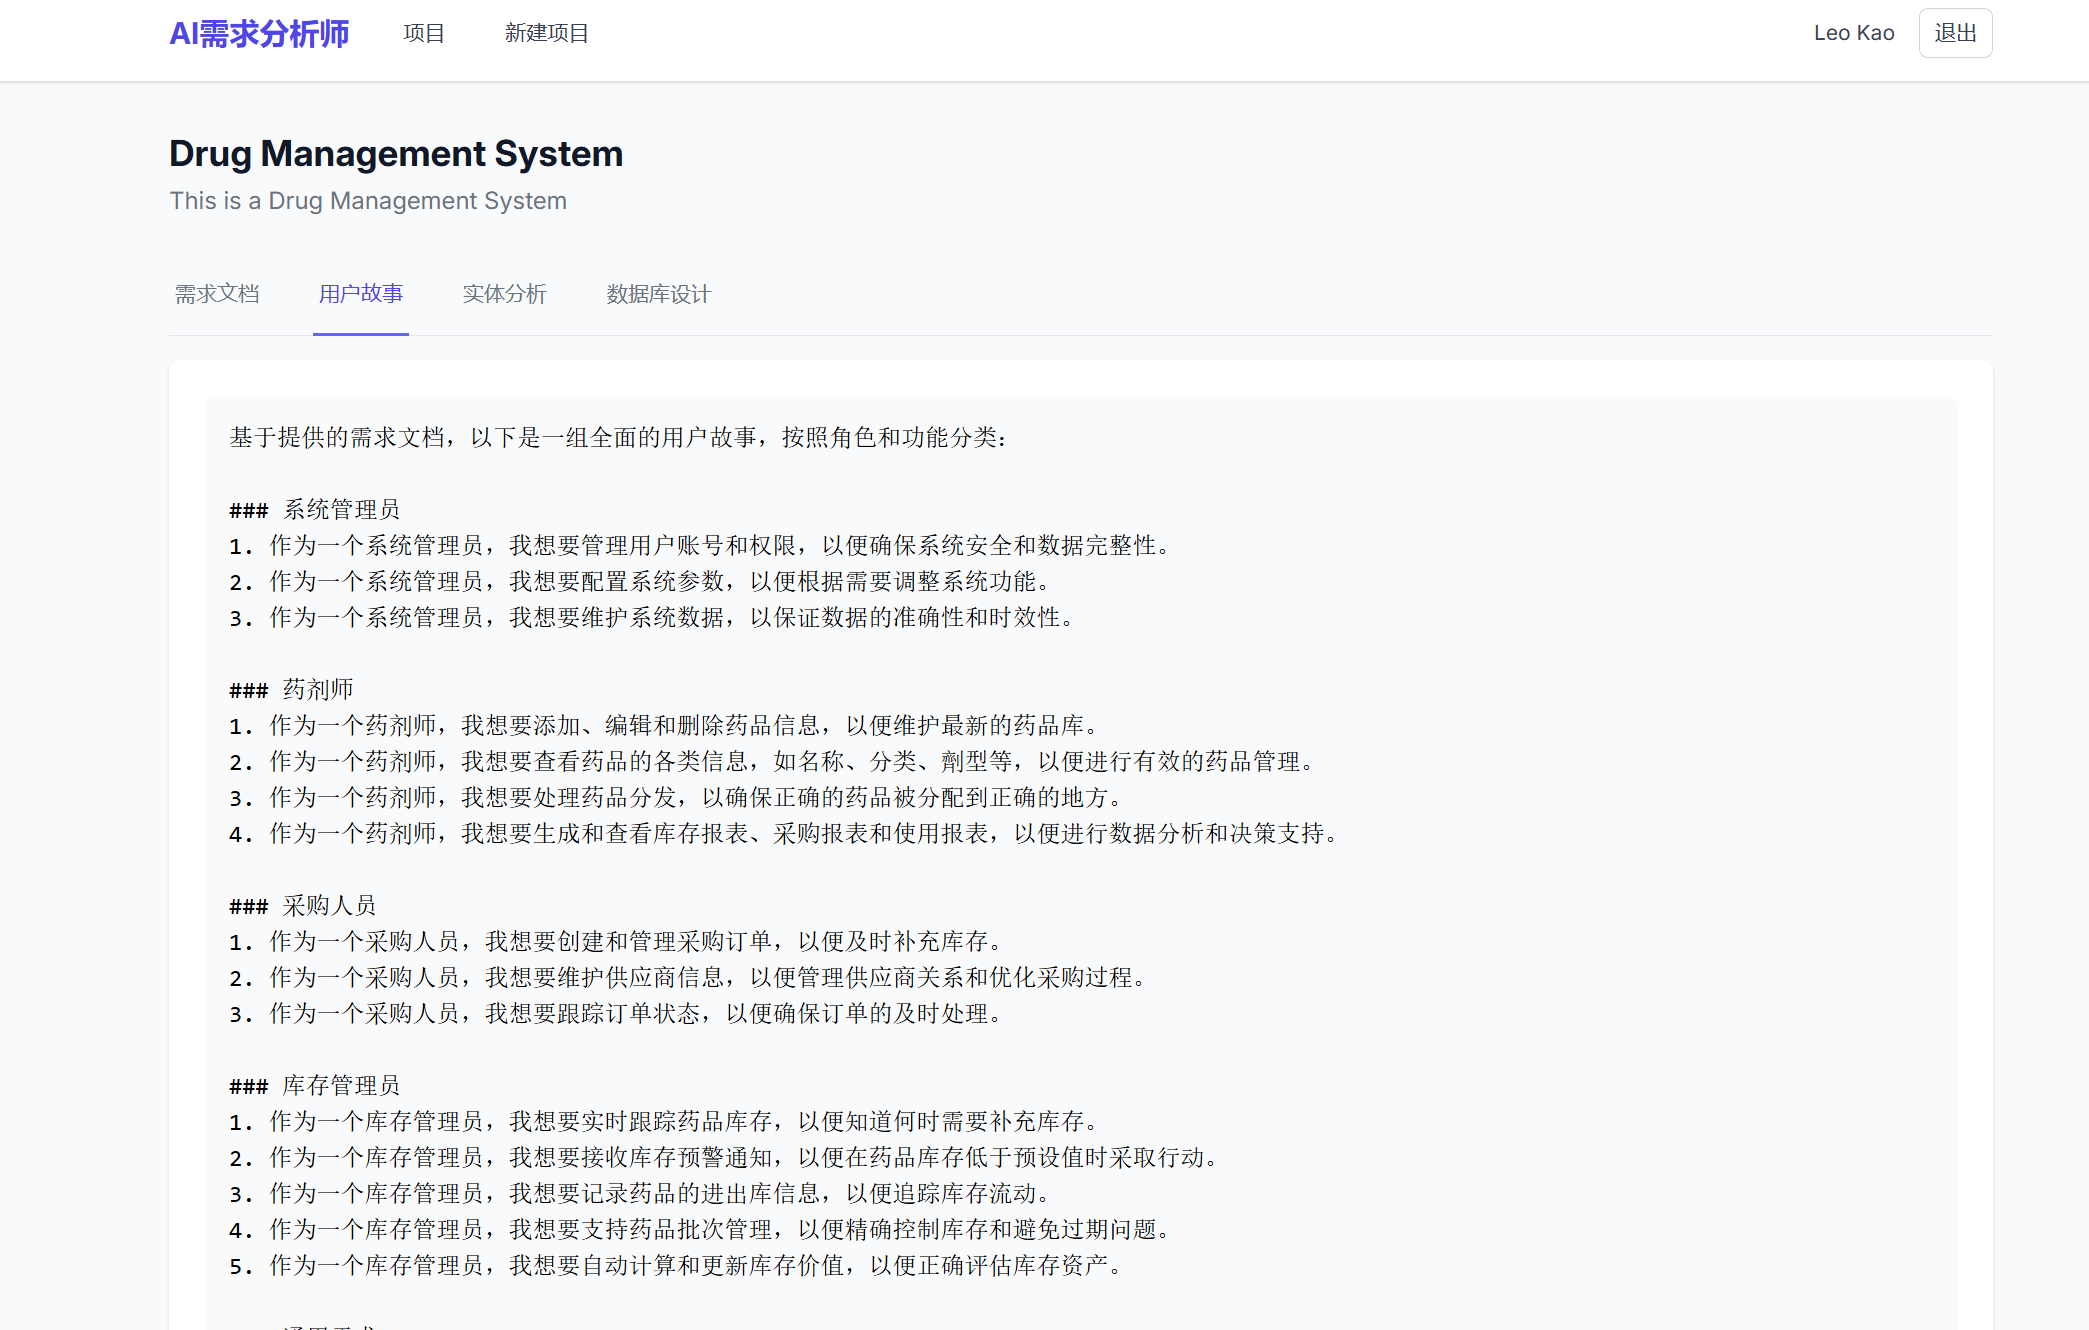 AI需求分析师 项目 新建项目 Leo Kao 退出
Drug Management System
This is a Drug Management System
需求文档 用户故事 实体分析 数据库设计
基于提供的需求文档，以下是一组全面的用户故事，按照角色和功能分类：
### 系统管理员
1. 作为一个系统管理员，我想要管理用户账号和权限，以便确保系统安全和数据完整性。
2. 作为一个系统管理员，我想要配置系统参数，以便根据需要调整系统功能。
3. 作为一个系统管理员，我想要维护系统数据，以保证数据的准确性和时效性。
### 药剂师
1. 作为一个药剂师，我想要添加、编辑和删除药品信息，以便维护最新的药品库。
2. 作为一个药剂师，我想要查看药品的各类信息，如名称、分类、劑型等，以便进行有效的药品管理。
3. 作为一个药剂师，我想要处理药品分发，以确保正确的药品被分配到正确的地方。
4. 作为一个药剂师，我想要生成和查看库存报表、采购报表和使用报表，以便进行数据分析和决策支持。
### 采购人员
1. 作为一个采购人员，我想要创建和管理采购订单，以便及时补充库存。
2. 作为一个采购人员，我想要维护供应商信息，以便管理供应商关系和优化采购过程。
3. 作为一个采购人员，我想要跟踪订单状态，以便确保订单的及时处理。
### 库存管理员
1. 作为一个库存管理员，我想要实时跟踪药品库存，以便知道何时需要补充库存。
2. 作为一个库存管理员，我想要接收库存预警通知，以便在药品库存低于预设值时采取行动。
3. 作为一个库存管理员，我想要记录药品的进出库信息，以便追踪库存流动。
4. 作为一个库存管理员，我想要支持药品批次管理，以便精确控制库存和避免过期问题。
5. 作为一个库存管理员，我想要自动计算和更新库存价值，以便正确评估库存资产。